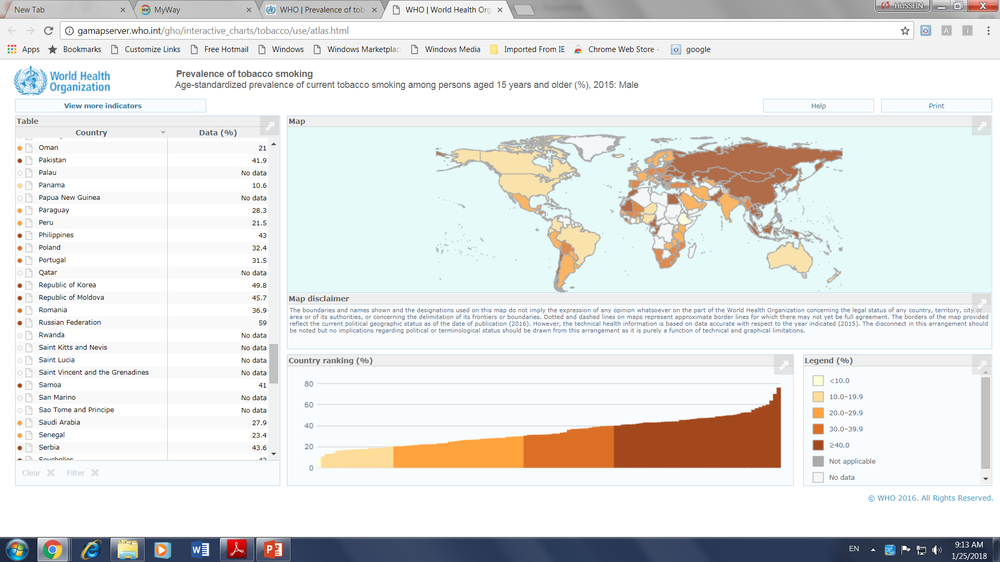 New Tab
MyWay
WHO | Prevalence of tob
WHO | World Health Org
HUSSEIN
gamapserver.who.int/gho/interactive_charts/tobacco/use/atlas.html
Apps
Bookmarks
Customize Links
Free Hotmail
Windows
Windows Marketplac
Windows Media
Imported From IE
Chrome Web Store -
google
World Health
Organization
Prevalence of tobacco smoking
Age-standardized prevalence of current tobacco smoking among persons aged 15 years and older (%), 2015: Male
View more indicators
Help
Print
Table
Country Data (%)
Oman 21
Pakistan 41.9
Palau No data
Panama 10.6
Papua New Guinea No data
Paraguay 28.3
Peru 21.5
Philippines 43
Poland 32.4
Portugal 31.5
Qatar No data
Republic of Korea 49.8
Republic of Moldova 45.7
Romania 36.9
Russian Federation 59
Rwanda No data
Saint Kitts and Nevis No data
Saint Lucia No data
Saint Vincent and the Grenadines No data
Samoa 41
San Marino No data
Sao Tome and Principe No data
Saudi Arabia 27.9
Senegal 23.4
Serbia 43.6
Clear
Filter
Map
Map disclaimer
The boundaries and names shown and the designations used on this map do not imply the expression of any opinion whatsoever on the part of the World Health Organization concerning the legal status of any country, territory, city or
area or of its authorities, or concerning the delimitation of its frontiers or boundaries. Dotted and dashed lines on maps represent approximate border lines for which there may not yet be full agreement. The borders of the map provided
reflect the current political geographic status as of the date of publication (2016). However, the technical health information is based on data accurate with respect to the year indicated (2015). The disconnect in this arrangement should
be noted but no implications regarding political or terminological status should be drawn from this arrangement as it is purely a function of technical and graphical limitations.
Country ranking (%)
80
60
40
20
0
Legend (%)
<10.0
10.0–19.9
20.0–29.9
30.0–39.9
≥40.0
Not applicable
No data
© WHO 2016. All Rights Reserved.
EN
9:13 AM
1/25/2018